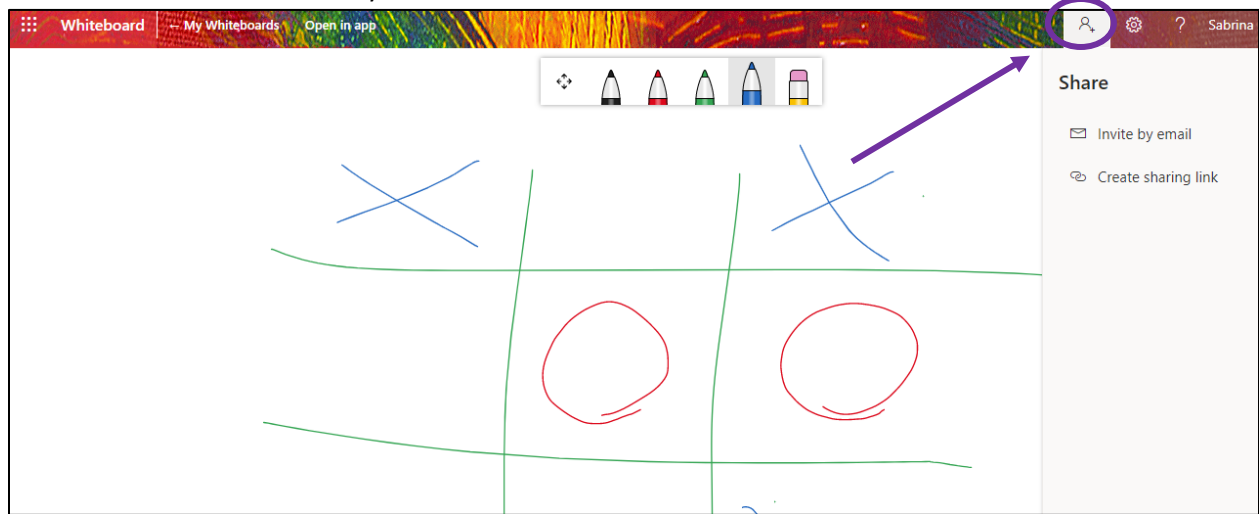 Whiteboard ← My Whiteboards Open in app ? Sabrina
Share
Invite by email
Create sharing link